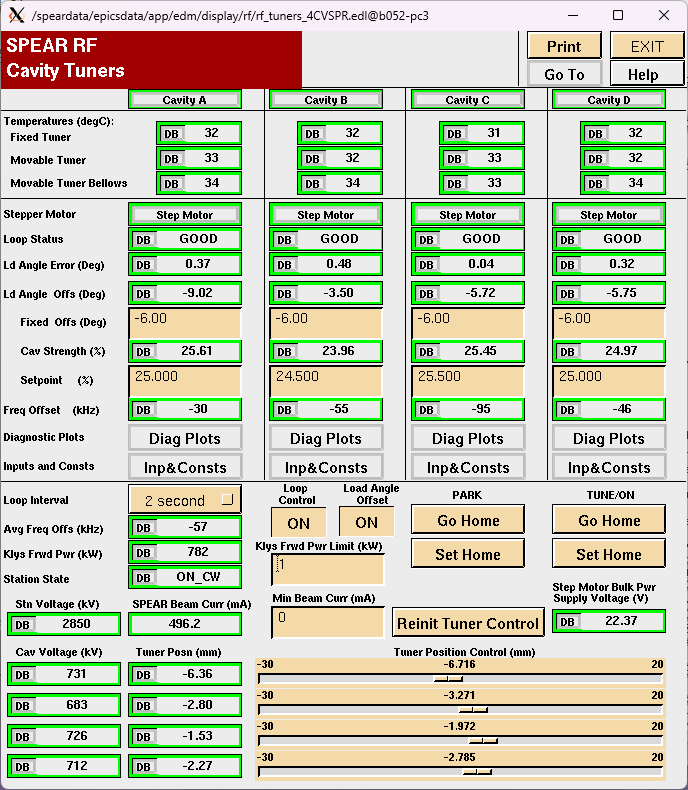 /speardata/epicsdata/app/edm/display/rf/rf_tuners_4CVSPR.edl@b052-pc3
SPEAR RF
Cavity Tuners
Print EXIT
Go To Help
Cavity A Cavity B Cavity C Cavity D
Temperatures (degC):
Fixed Tuner DB 32 DB 32 DB 31 DB 32
Movable Tuner DB 33 DB 32 DB 33 DB 32
Movable Tuner Bellows DB 34 DB 34 DB 33 DB 34
Stepper Motor Step Motor Step Motor Step Motor Step Motor
Loop Status DB GOOD DB GOOD DB GOOD DB GOOD
Ld Angle Error (Deg) DB 0.37 DB 0.48 DB 0.04 DB 0.32
Ld Angle Offs (Deg) DB -9.02 DB -3.50 DB -5.72 DB -5.75
Fixed Offs (Deg) -6.00 -6.00 -6.00 -6.00
Cav Strength (%) DB 25.61 DB 23.96 DB 25.45 DB 24.97
Setpoint (%) 25.000 24.500 25.500 25.000
Freq Offset (kHz) DB -30 DB -55 DB -95 DB -46
Diagnostic Plots Diag Plots Diag Plots Diag Plots Diag Plots
Inputs and Consts Inp&Consts Inp&Consts Inp&Consts Inp&Consts
Loop Interval 2 second
Avg Freq Offs (kHz) DB -57
Klys Frwd Pwr (kW) DB 782
Station State DB ON_CW
Loop
Control
ON
Load Angle
Offset
ON
PARK
Go Home
Set Home
TUNE/ON
Go Home
Set Home
Klys Frwd Pwr Limit (kW)
1
Min Beam Curr (mA)
0
Reinit Tuner Control
Step Motor Bulk Pwr
Supply Voltage (V)
DB 22.37
Stn Voltage (kV) SPEAR Beam Curr (mA)
DB 2850 496.2
Cav Voltage (kV) Tuner Posn (mm) Tuner Position Control (mm)
DB 731 DB -6.36 -30 -6.716 20
DB 683 DB -2.80 -30 -3.271 20
DB 726 DB -1.53 -30 -1.972 20
DB 712 DB -2.27 -30 -2.785 20